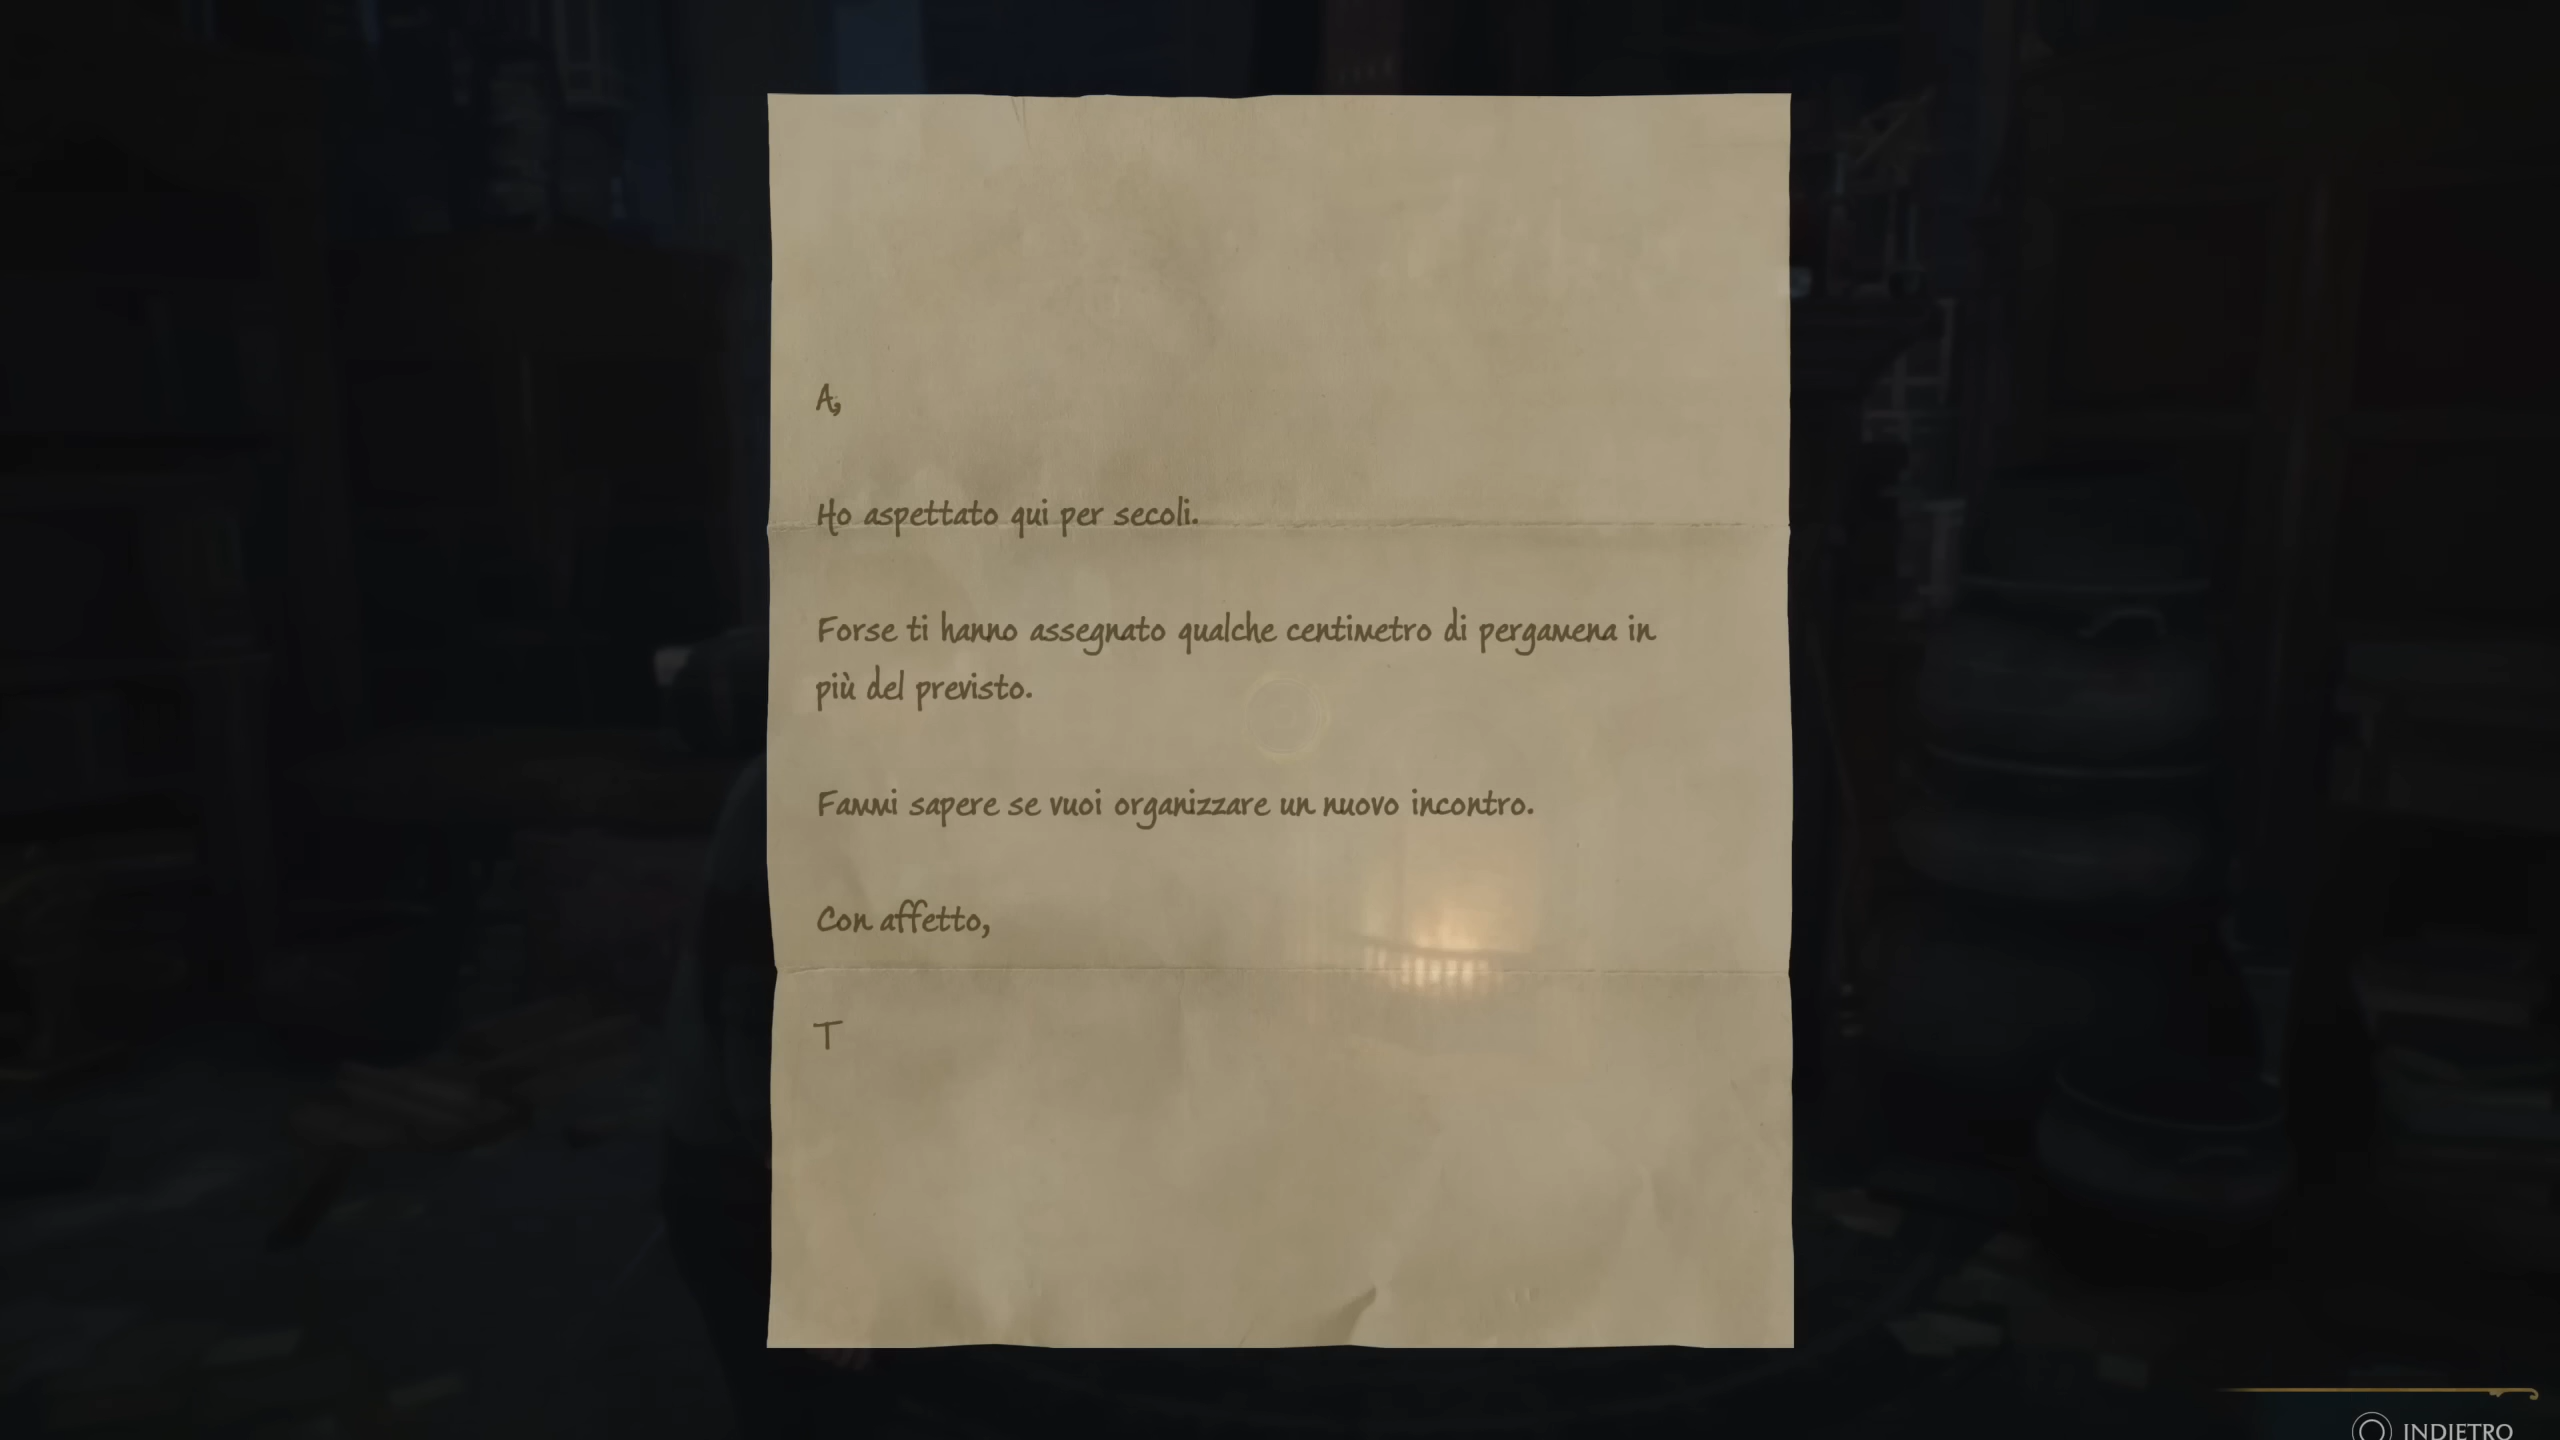 A,
Ho aspettato qui per secoli.
Forse ti hanno assegnato qualche centimetro di pergamena in
più del previsto.
Fammi sapere se vuoi organizzare un nuovo incontro.
Con affetto,
T
INDIETRO